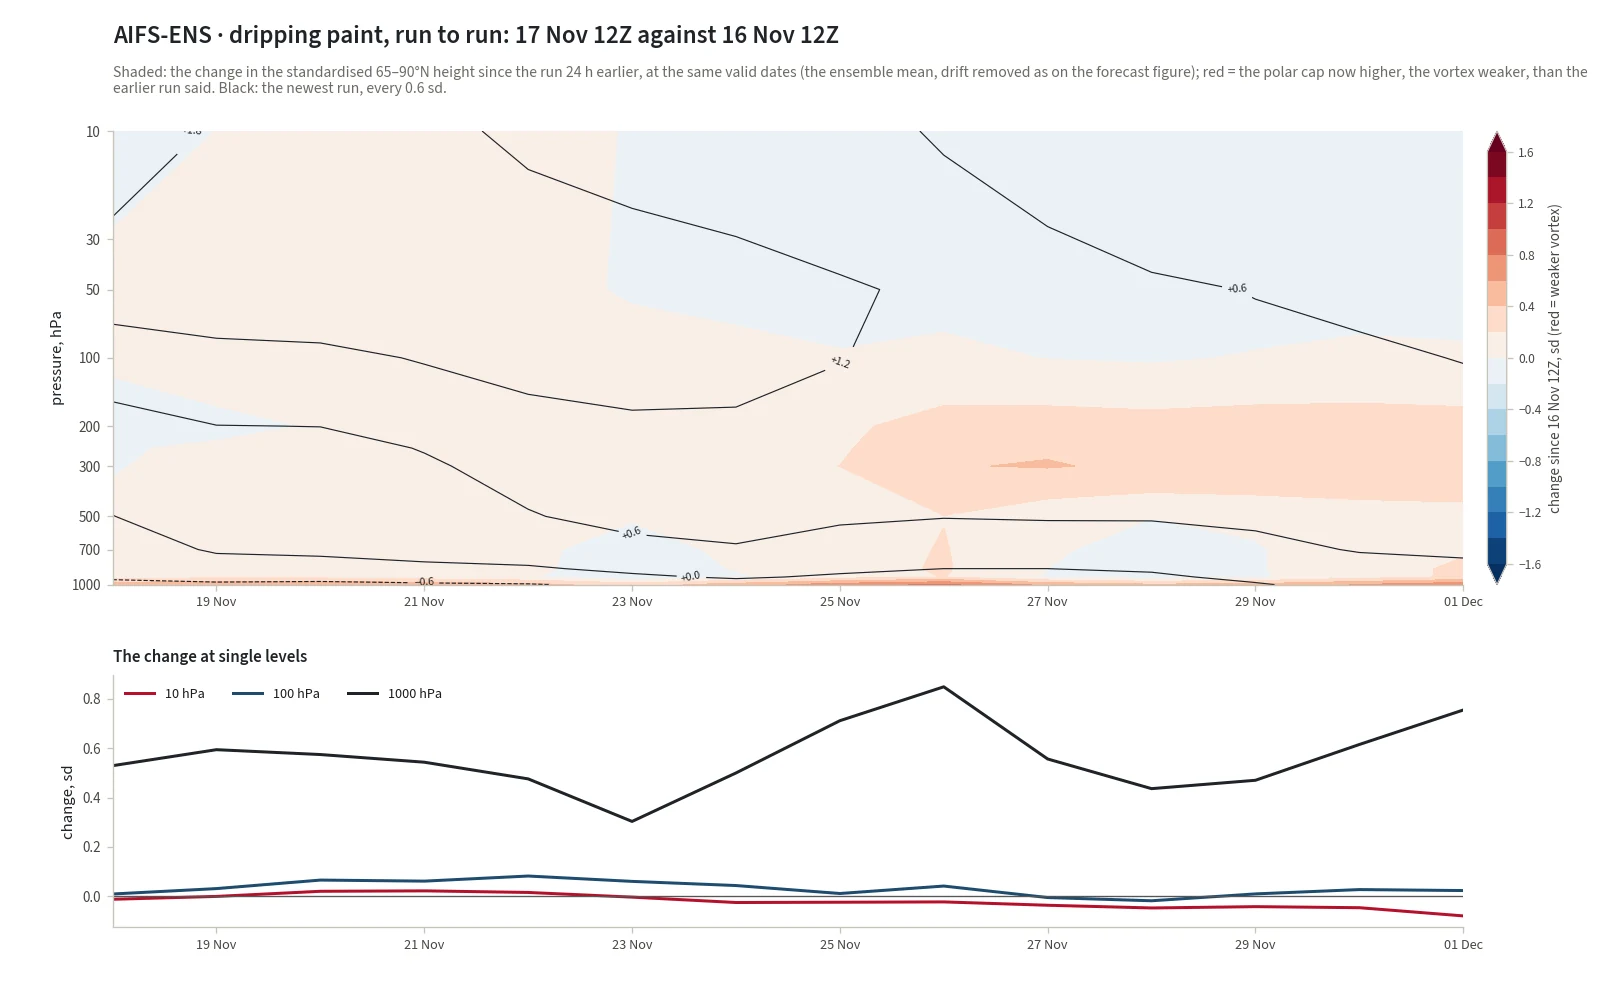 AIFS-ENS · dripping paint, run to run: 17 Nov 12Z against 16 Nov 12Z
Shaded: the change in the standardised 65–90°N height since the run 24 h earlier, at the same valid dates (the ensemble mean, drift removed as on the forecast figure); red = the polar cap now higher, the vortex weaker, than the
earlier run said. Black: the newest run, every 0.6 sd.
pressure, hPa
10
30
50
100
200
300
500
700
1000
+0.6
+1.2
+0.6
+0.0
-0.6
19 Nov
21 Nov
23 Nov
25 Nov
27 Nov
29 Nov
01 Dec
1.6
1.2
0.8
0.4
0.0
−0.4
−0.8
−1.2
−1.6
change since 16 Nov 12Z, sd (red = weaker vortex)
The change at single levels
10 hPa
100 hPa
1000 hPa
change, sd
0.8
0.6
0.4
0.2
0.0
19 Nov
21 Nov
23 Nov
25 Nov
27 Nov
29 Nov
01 Dec